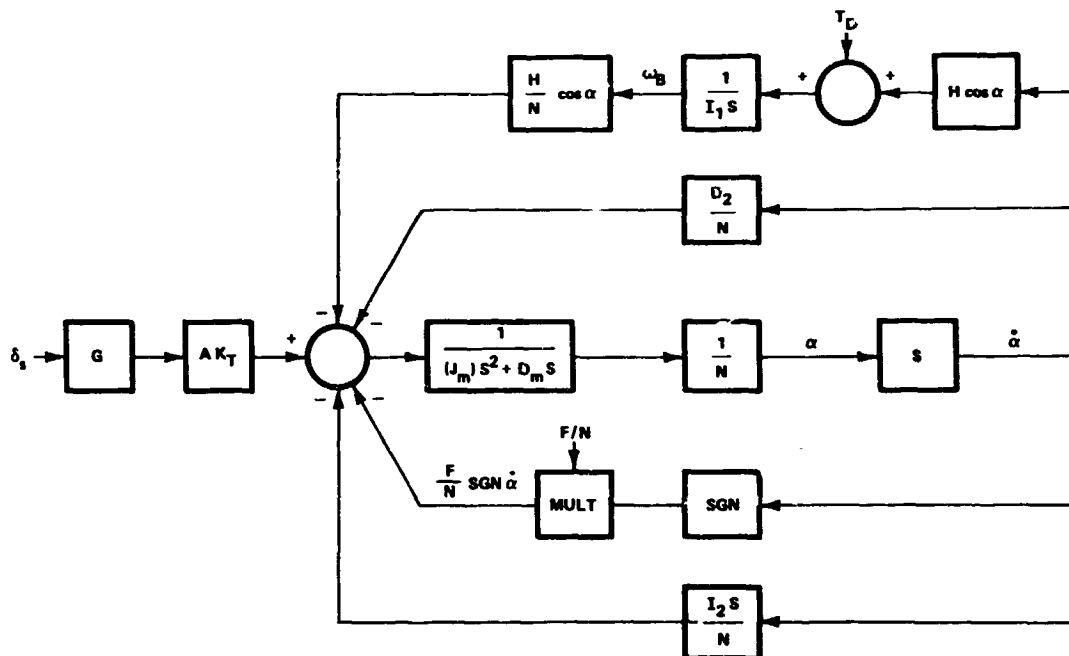 T_D
H/N cos α
ω_B
1/(I_1 S)
+
+
H cos α
D_2/N
−
−
δ_s
G
A K_T
+
1/((J_m) S^2 + D_m S)
1/N
α
S
α̇
−
−
F/N
F/N SGN α̇
MULT
SGN
I_2 S/N